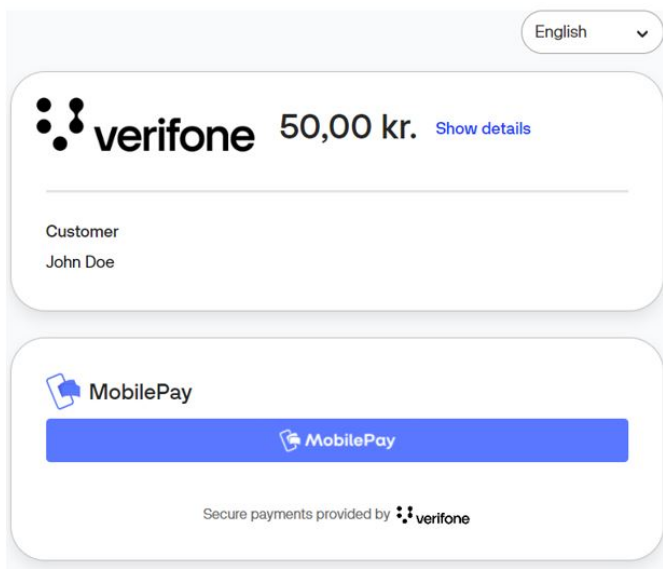 English
verifone 50,00 kr. Show details
Customer
John Doe
MobilePay
MobilePay
Secure payments provided by verifone